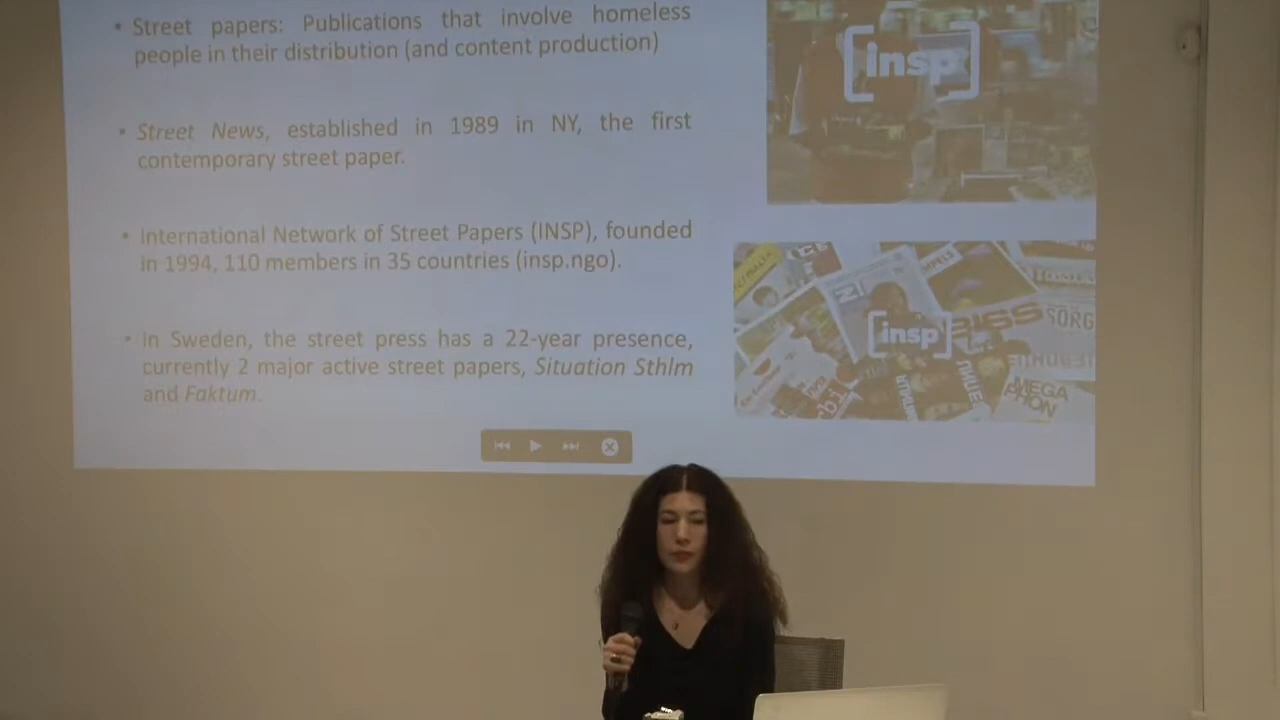 • Street papers: Publications that involve homeless
people in their distribution (and content production)
• Street News, established in 1989 in NY, the first
contemporary street paper.
• International Network of Street Papers (INSP), founded
in 1994, 110 members in 35 countries (insp.ngo).
• In Sweden, the street press has a 22-year presence,
currently 2 major active street papers, Situation Sthlm
and Faktum.
[insp]
[insp]
BISS
SORG
MEGA
PHON